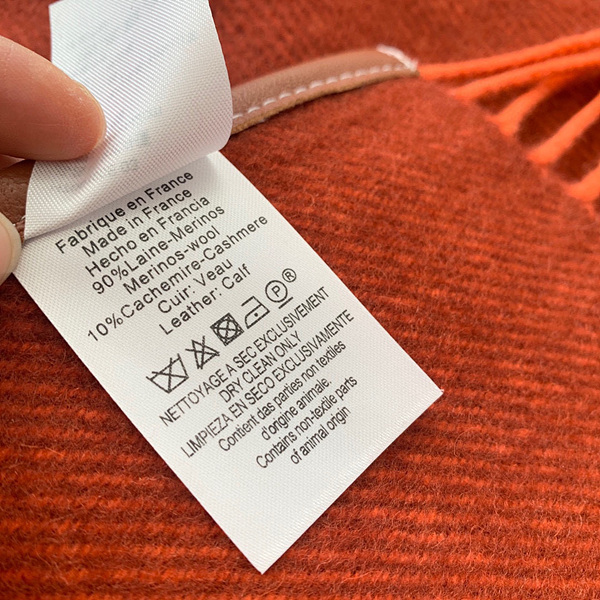 Fabrique en France
Made in France
Hecho en Francia
90%Laine-Merinos
Merinos-wool
10%Cachemire-Cashmere
Cuir: Veau
Leather: Calf
P ®
NETTOYAGE A SEC EXCLUSIVEMENT
DRY CLEAN ONLY
LIMPIEZA EN SECO EXCLUSIVAMENTE
Contient des parties non textiles
d'origine animale.
Contains non-textile parts
of animal origin